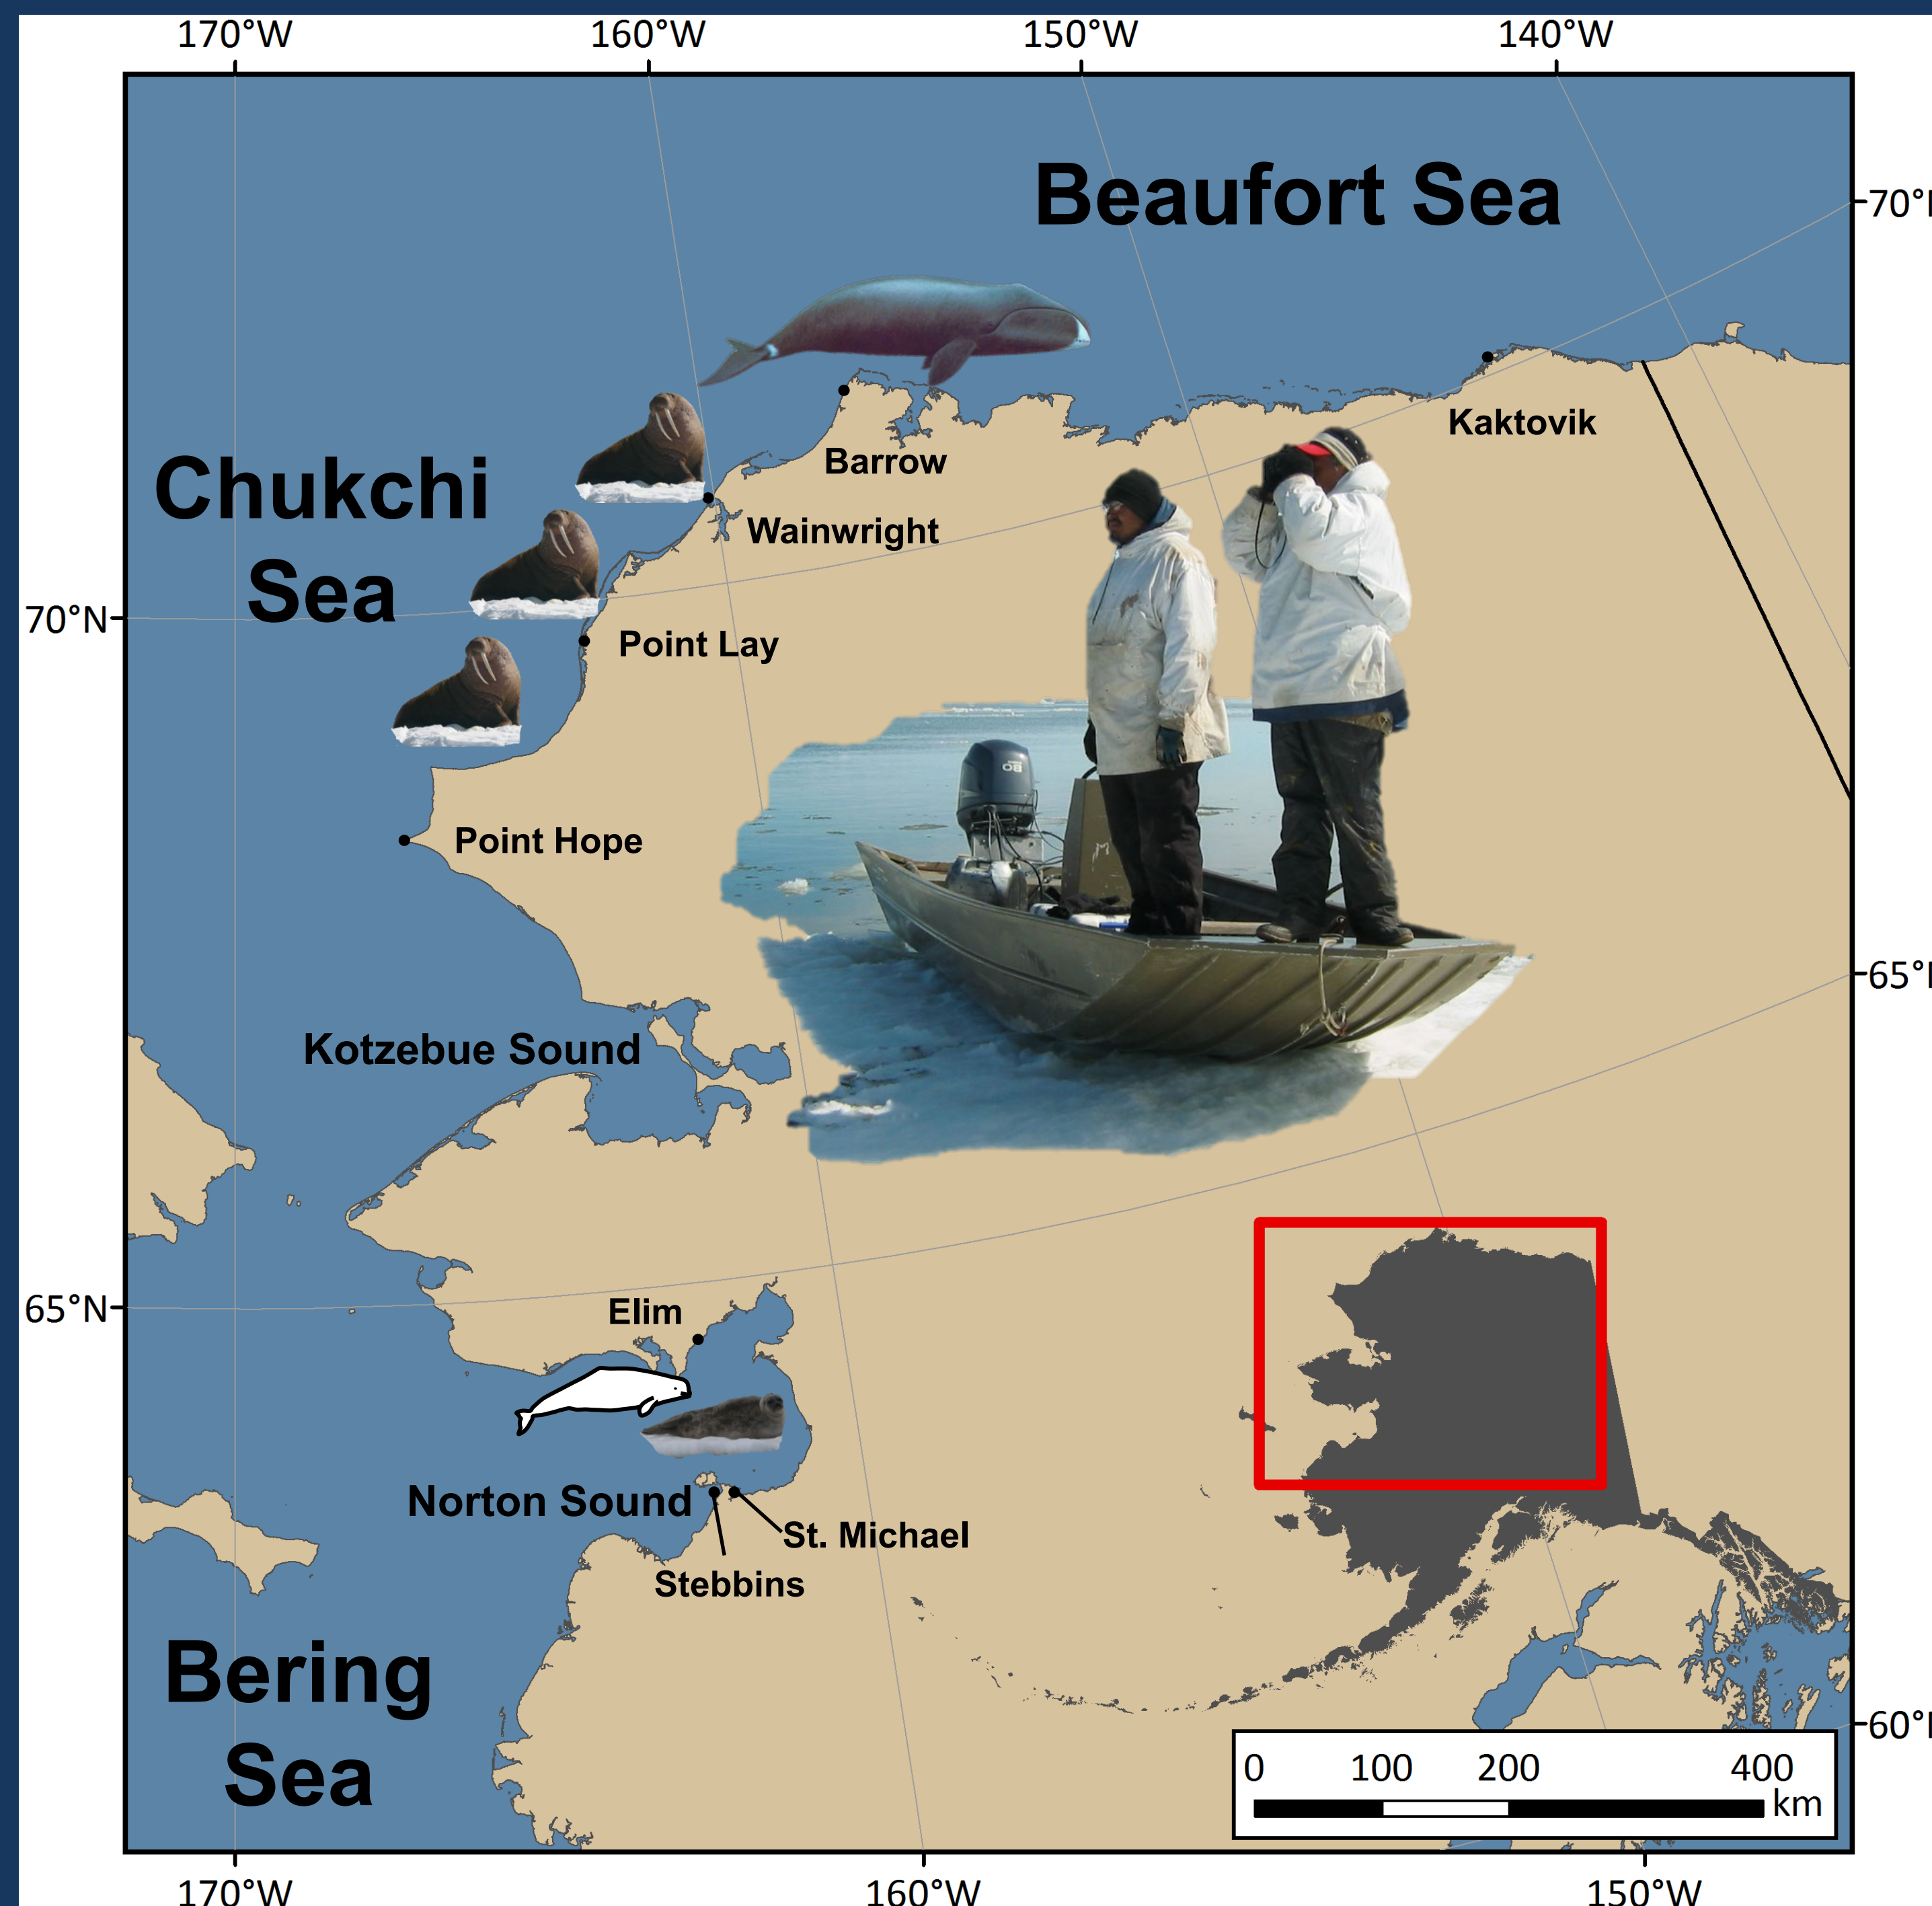 170°W 160°W 150°W 140°W
Beaufort Sea
70°
Kaktovik
Barrow
Chukchi
Sea
Wainwright
70°N
Point Lay
80
Point Hope
65°
Kotzebue Sound
65°N
Elim
Norton Sound
St. Michael
Stebbins
Bering
Sea
60°
0 100 200 400
km
170°W 160°W 150°W